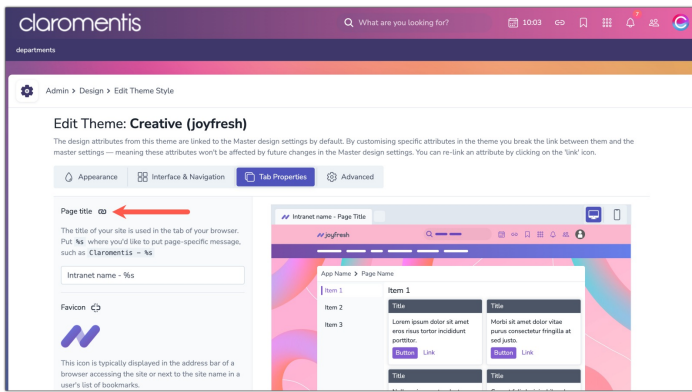 claromentis
What are you looking for?
10:03
7
departments
Admin > Design > Edit Theme Style
Edit Theme: Creative (joyfresh)
The design attributes from this theme are linked to the Master design settings by default. By customising specific attributes in the theme you break the link between them and the
master settings — meaning these attributes won't be affected by future changes in the Master design settings. You can re-link an attribute by clicking on the 'link' icon.
Appearance
Interface & Navigation
Tab Properties
Advanced
Page title
The title of your site is used in the tab of your browser.
Put %s where you'd like to put page-specific message,
such as Claromentis - %s
Intranet name - %s
Favicon
This icon is typically displayed in the address bar of a
browser accessing the site or next to the site name in a
user's list of bookmarks.
Intranet name - Page Title
joyfresh
App Name > Page Name
Item 1
Item 2
Item 3
Item 1
Title
Lorem ipsum dolor sit amet
eros risus tortor incididunt
porttitor.
Button Link
Title
Morbi sit amet dolor vitae
purus consectetur fringilla at
sed justo.
Button Link
Title
Title